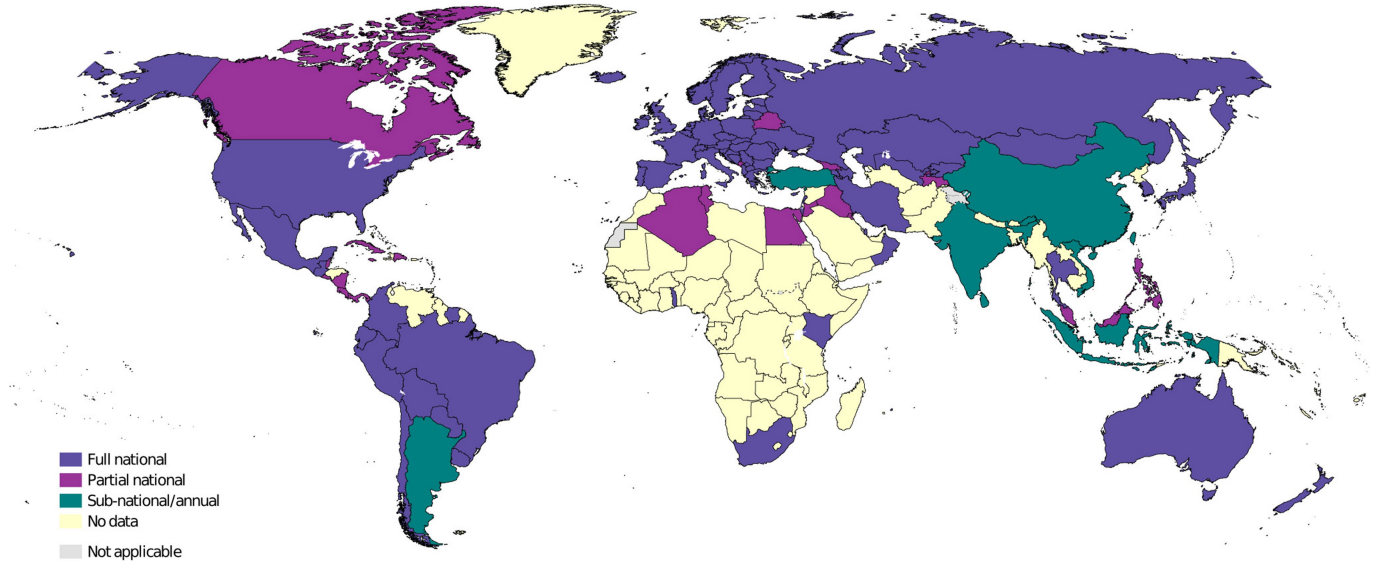 Full national
Partial national
Sub-national/annual
No data
Not applicable